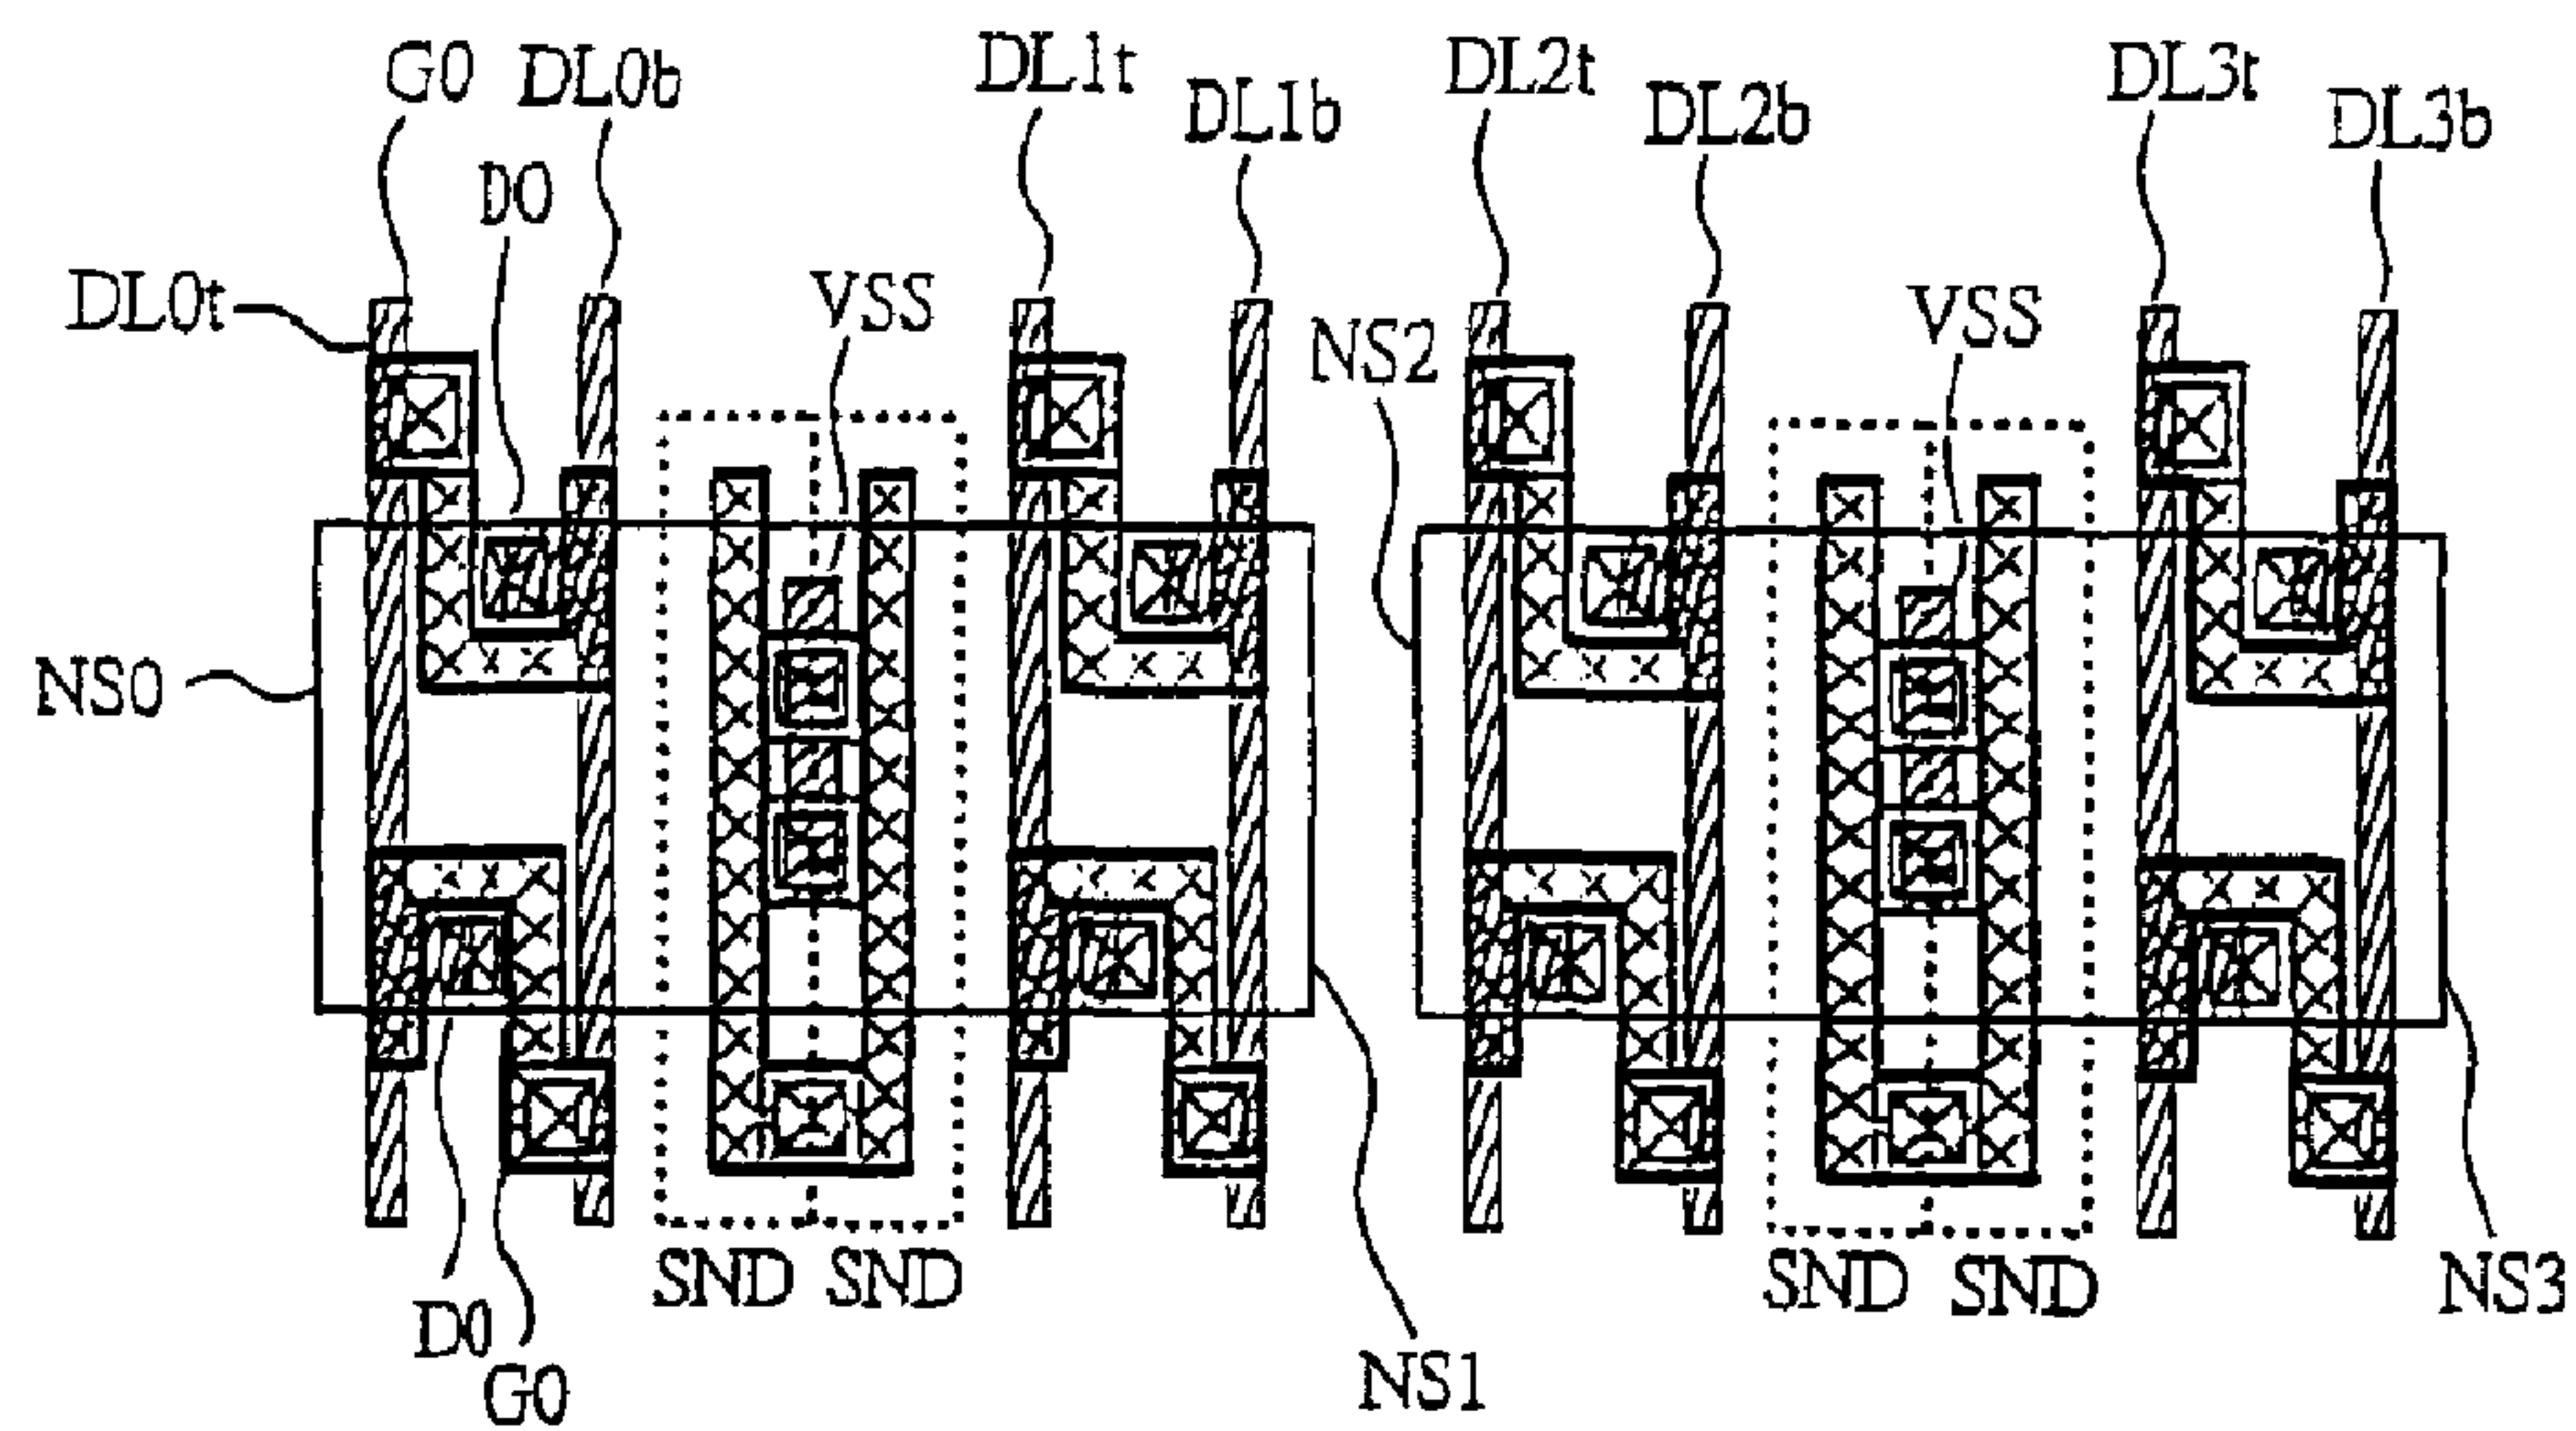 G0
DL0b
DL1t
DL1b
DL2t
DL2b
DL3t
DL3b
D0
DL0t
VSS
NS2
VSS
NS0
SND
SND
SND
SND
NS3
D0
G0
NS1